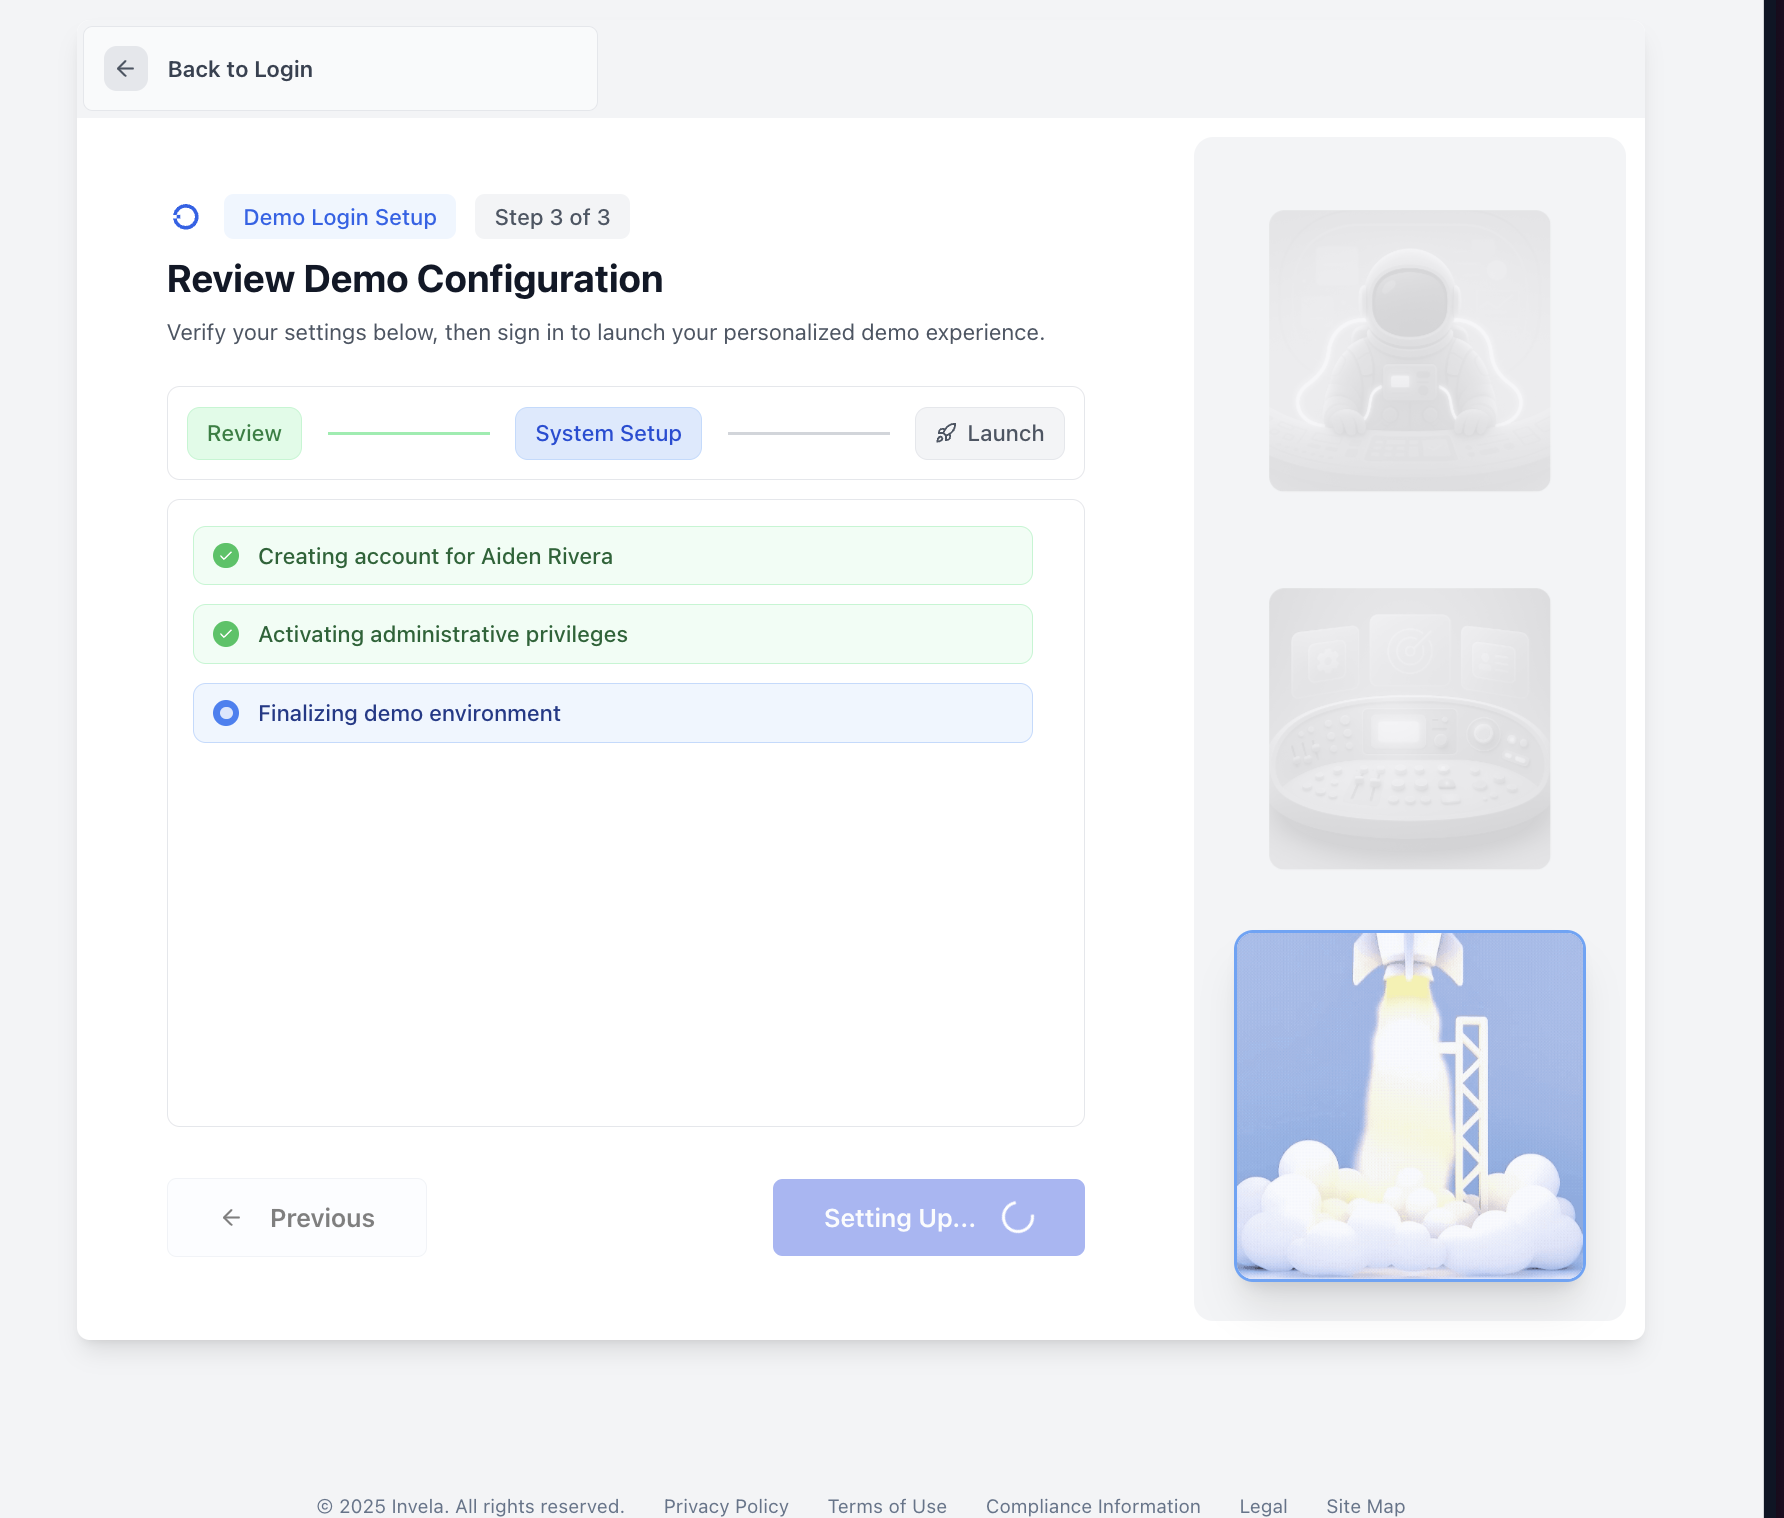 Back to Login
Demo Login Setup
Step 3 of 3
Review Demo Configuration
Verify your settings below, then sign in to launch your personalized demo experience.
Review
System Setup
Launch
Creating account for Aiden Rivera
Activating administrative privileges
Finalizing demo environment
Previous
Setting Up...
© 2025 Invela. All rights reserved. Privacy Policy Terms of Use Compliance Information Legal Site Map